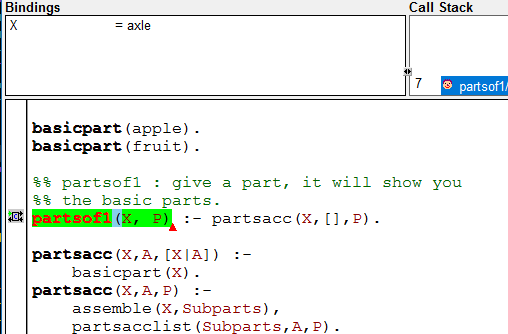 Bindings
Call Stack
X = axle
7 partsof1/
basicpart(apple).
basicpart(fruit).
%% partsof1 : give a part, it will show you
%% the basic parts.
partsof1(X, P) :- partsacc(X,[],P).
partsacc(X,A,[X|A]) :-
basicpart(X).
partsacc(X,A,P) :-
assemble(X,Subparts),
partsacclist(Subparts,A,P).